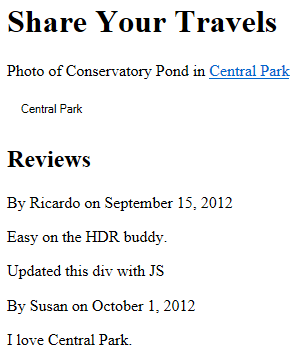 Share Your Travels
Photo of Conservatory Pond in Central Park
Central Park
Reviews
By Ricardo on September 15, 2012
Easy on the HDR buddy.
Updated this div with JS
By Susan on October 1, 2012
I love Central Park.